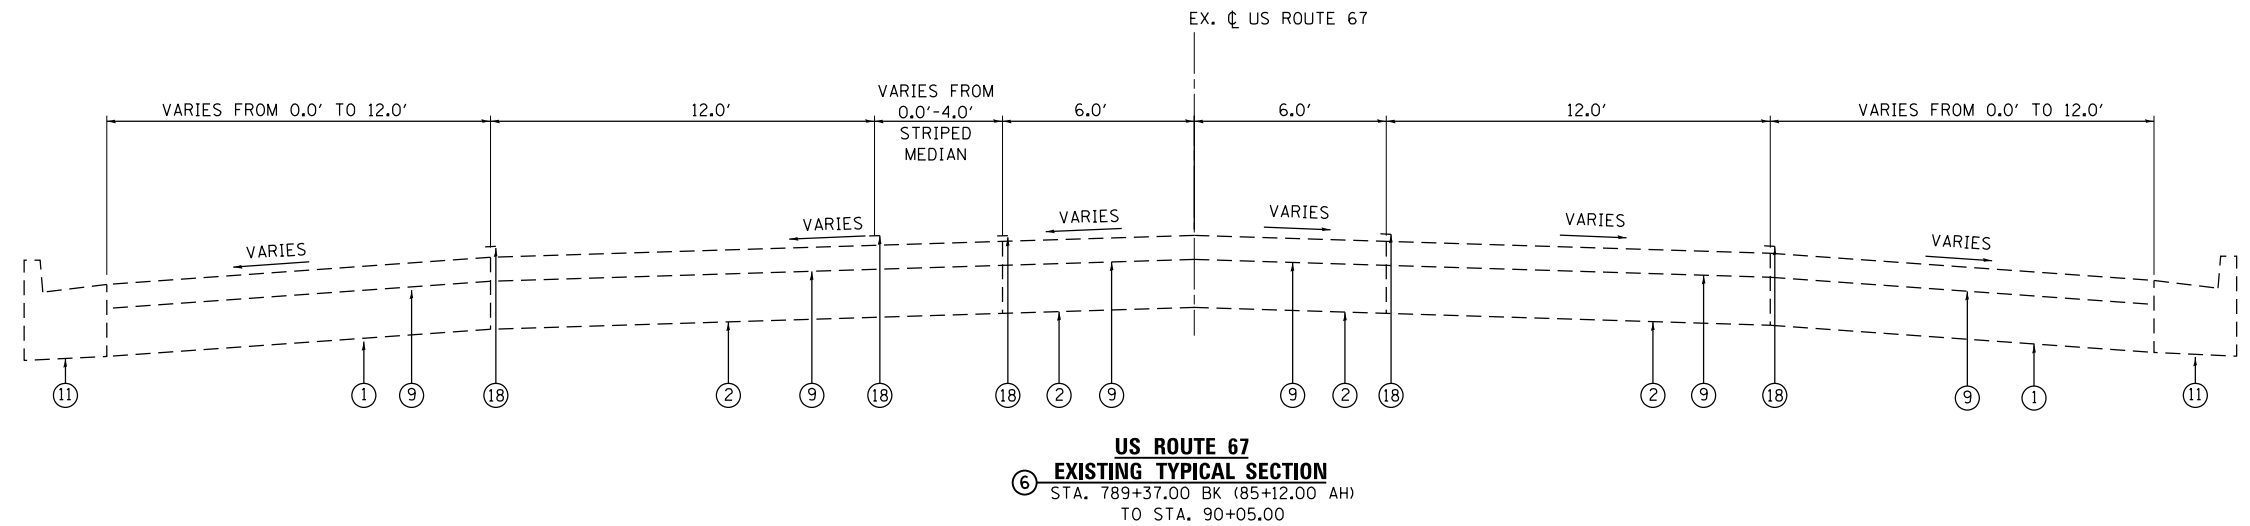 EX. ℄ US ROUTE 67
VARIES FROM 0.0' TO 12.0'
12.0'
VARIES FROM
0.0'-4.0'
STRIPED
MEDIAN
6.0'
6.0'
12.0'
VARIES FROM 0.0' TO 12.0'
VARIES
VARIES
VARIES
VARIES
VARIES
VARIES
11
1
9
18
2
9
18
18
2
9
9
2
18
2
9
18
9
1
11
US ROUTE 67
6 EXISTING TYPICAL SECTION
STA. 789+37.00 BK (85+12.00 AH)
TO STA. 90+05.00